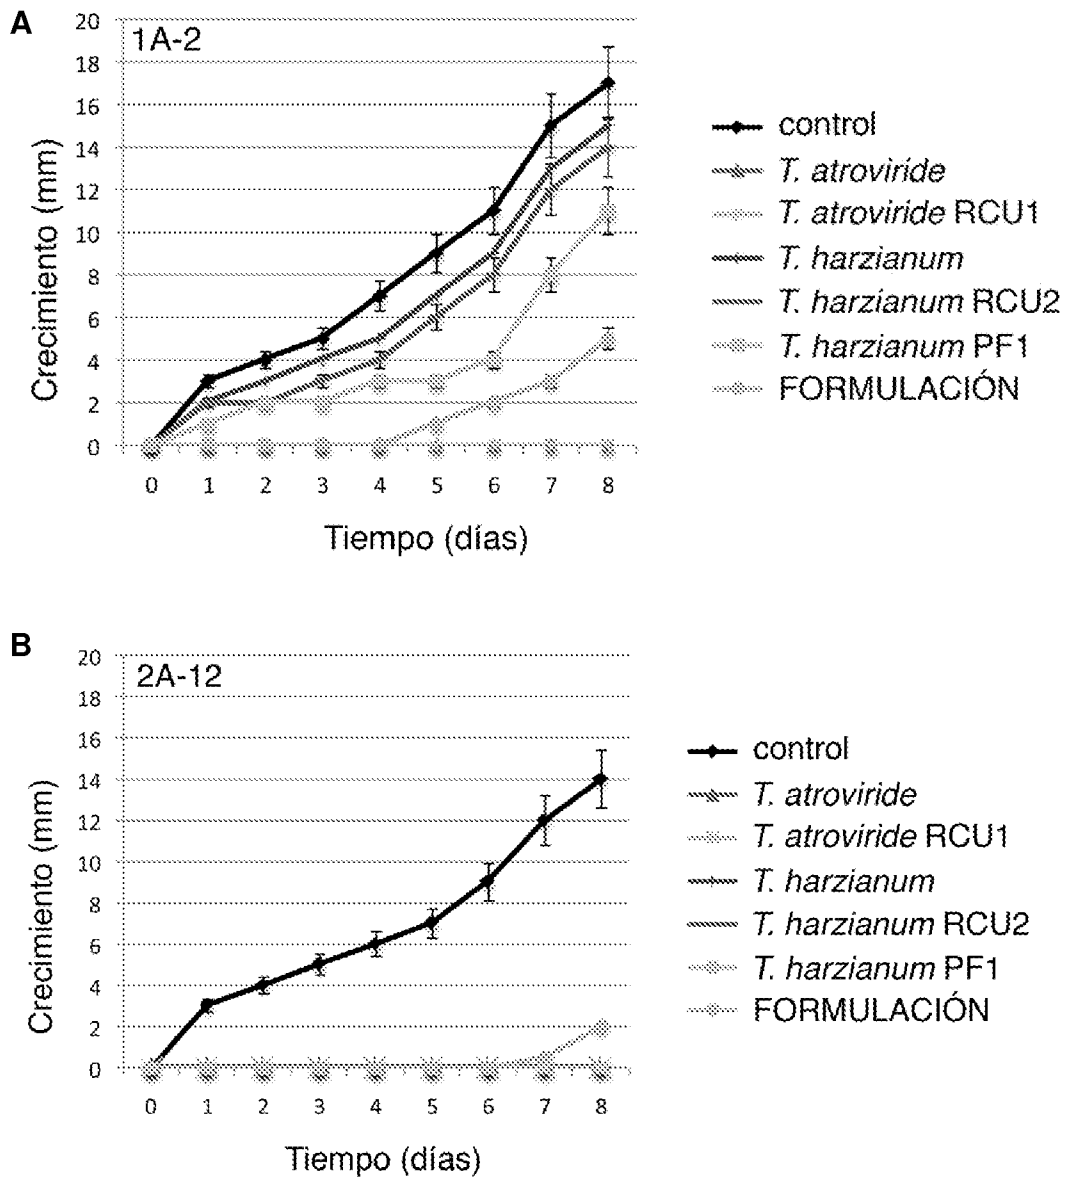 A
1A-2
20
18
16
14
12
10
8
6
4
2
0
Crecimiento (mm)
0 1 2 3 4 5 6 7 8
Tiempo (días)
control
T. atroviride
T. atroviride RCU1
T. harzianum
T. harzianum RCU2
T. harzianum PF1
FORMULACIÓN
B
2A-12
20
18
16
14
12
10
8
6
4
2
0
Crecimiento (mm)
0 1 2 3 4 5 6 7 8
Tiempo (días)
control
T. atroviride
T. atroviride RCU1
T. harzianum
T. harzianum RCU2
T. harzianum PF1
FORMULACIÓN